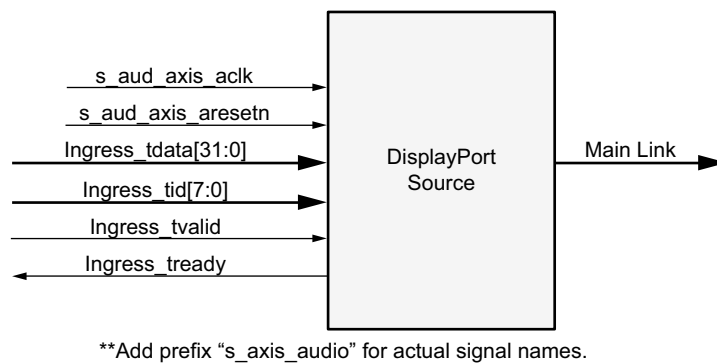 s_aud_axis_aclk
s_aud_axis_aresetn
Ingress_tdata[31:0]
Ingress_tid[7:0]
Ingress_tvalid
Ingress_tready
DisplayPort
Source
Main Link
**Add prefix “s_axis_audio” for actual signal names.